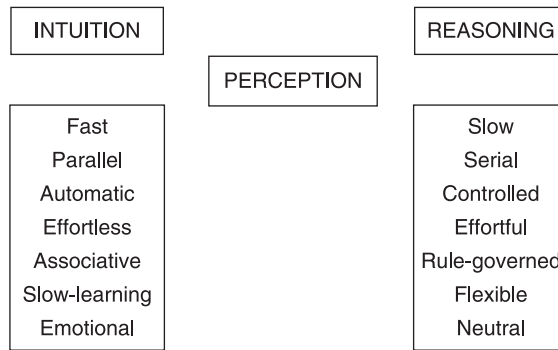 INTUITION
REASONING
PERCEPTION
Fast
Parallel
Automatic
Effortless
Associative
Slow-learning
Emotional
Slow
Serial
Controlled
Effortful
Rule-governed
Flexible
Neutral